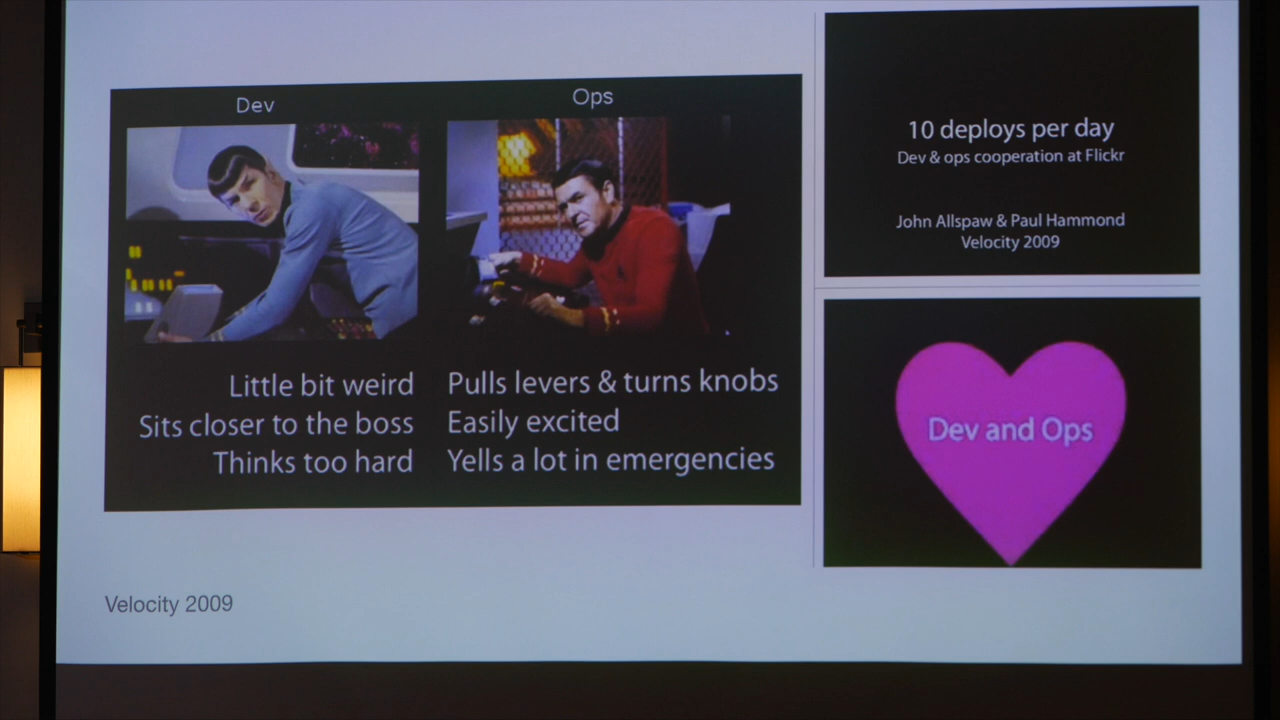 Dev
Ops
Little bit weird
Sits closer to the boss
Thinks too hard
Pulls levers & turns knobs
Easily excited
Yells a lot in emergencies
10 deploys per day
Dev & ops cooperation at Flickr
John Allspaw & Paul Hammond
Velocity 2009
Dev and Ops
Velocity 2009